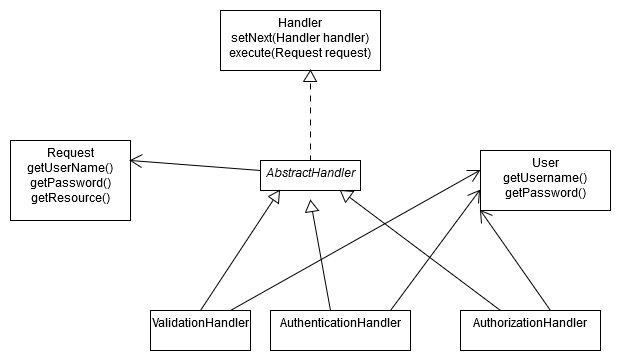 Handler
setNext(Handler handler)
execute(Request request)
Request
getUserName()
getPassword()
getResource()
AbstractHandler
User
getUsername()
getPassword()
ValidationHandler
AuthenticationHandler
AuthorizationHandler